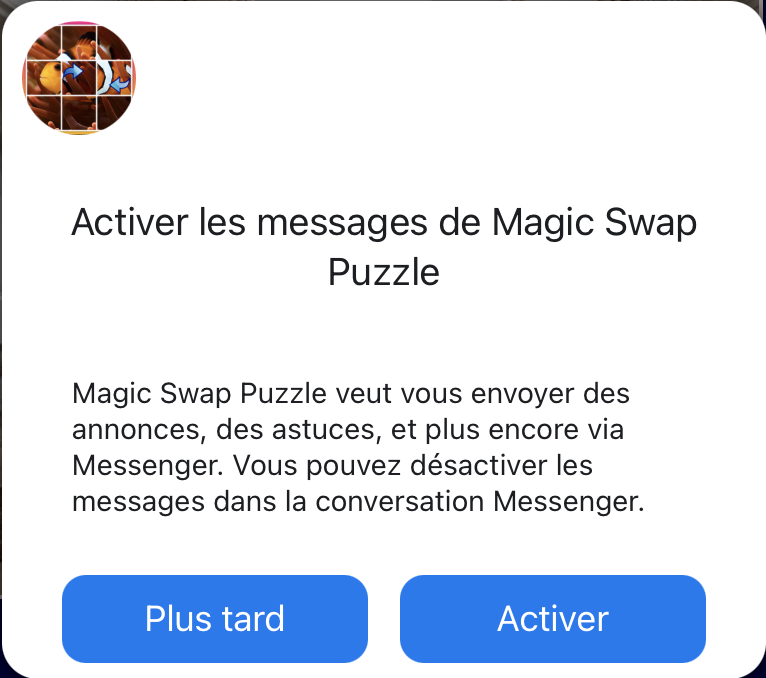 Activer les messages de Magic Swap
Puzzle
Magic Swap Puzzle veut vous envoyer des
annonces, des astuces, et plus encore via
Messenger. Vous pouvez désactiver les
messages dans la conversation Messenger.
Plus tard
Activer